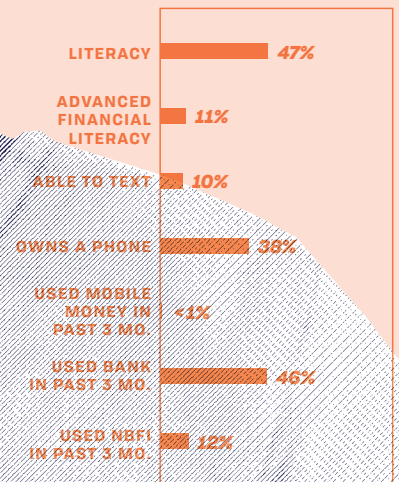 LITERACY 47%
ADVANCED
FINANCIAL 11%
LITERACY
ABLE TO TEXT 10%
OWNS A PHONE 38%
USED MOBILE
MONEY IN <1%
PAST 3 MO.
USED BANK 46%
IN PAST 3 MO.
USED NBFI 12%
IN PAST 3 MO.